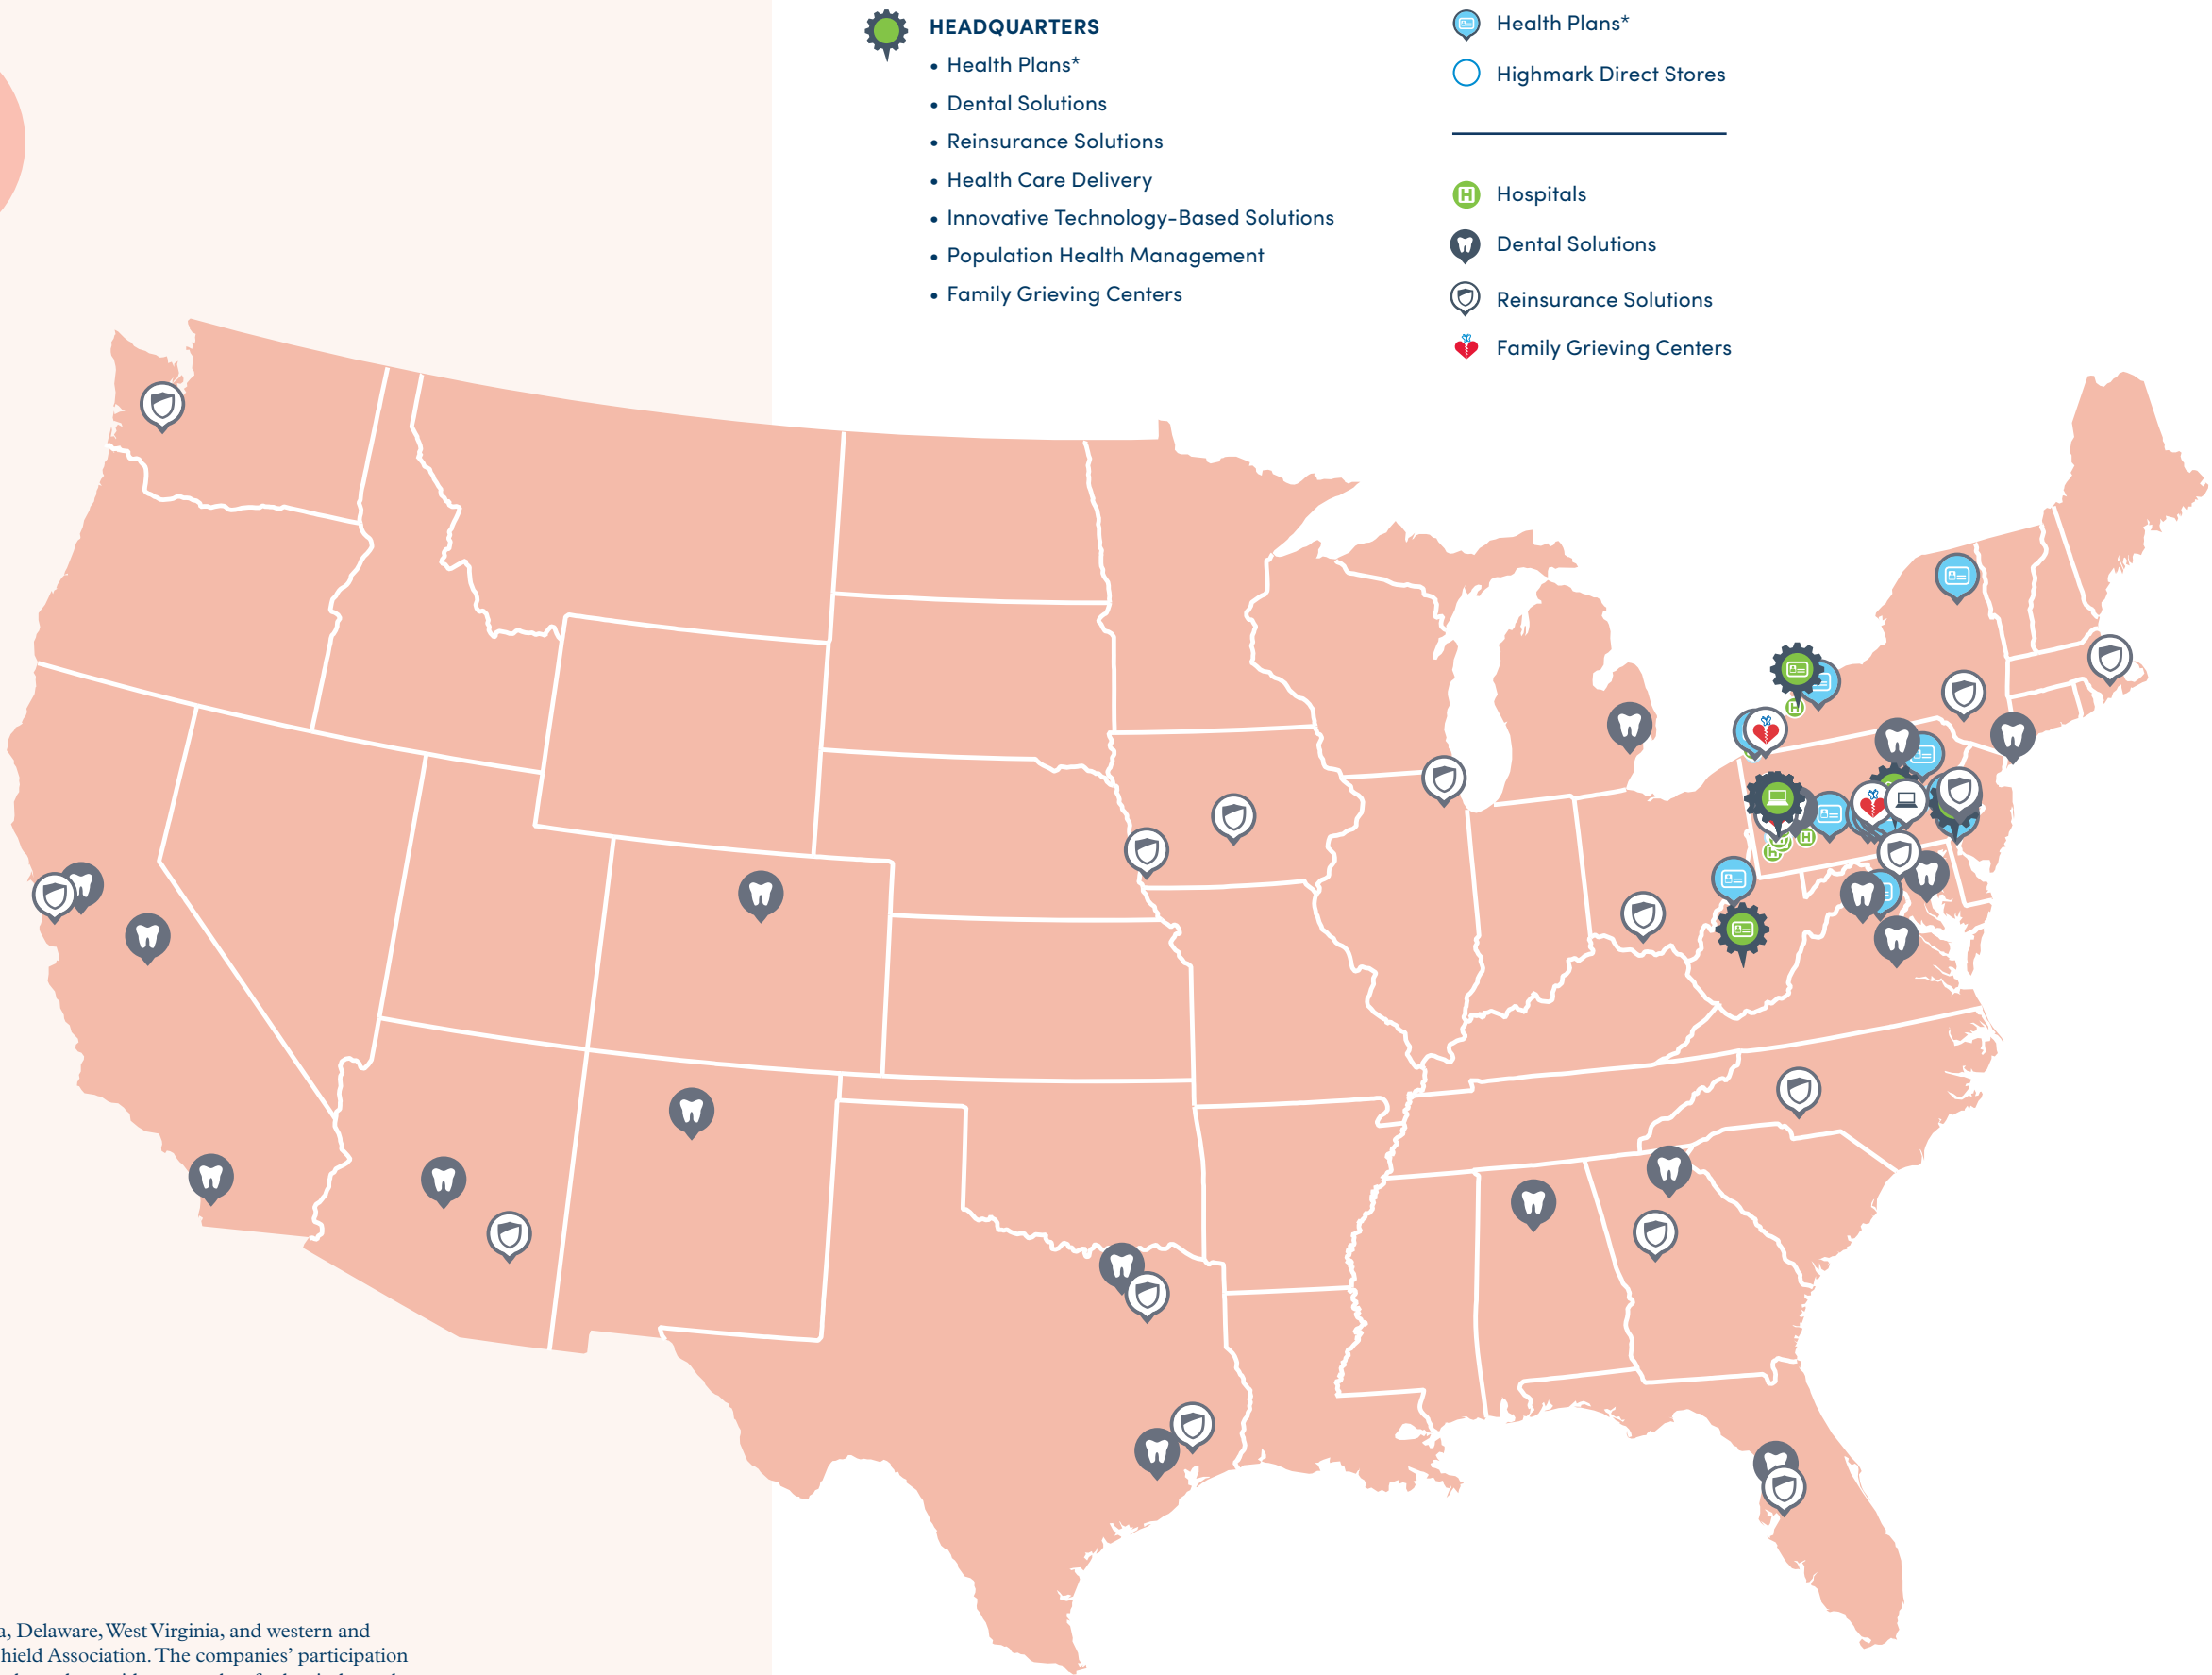 HEADQUARTERS
• Health Plans*
• Dental Solutions
• Reinsurance Solutions
• Health Care Delivery
• Innovative Technology-Based Solutions
• Population Health Management
• Family Grieving Centers
Health Plans*
Highmark Direct Stores
Hospitals
Dental Solutions
Reinsurance Solutions
Family Grieving Centers
Delaware, West Virginia, and western and
Association. The companies’ participation